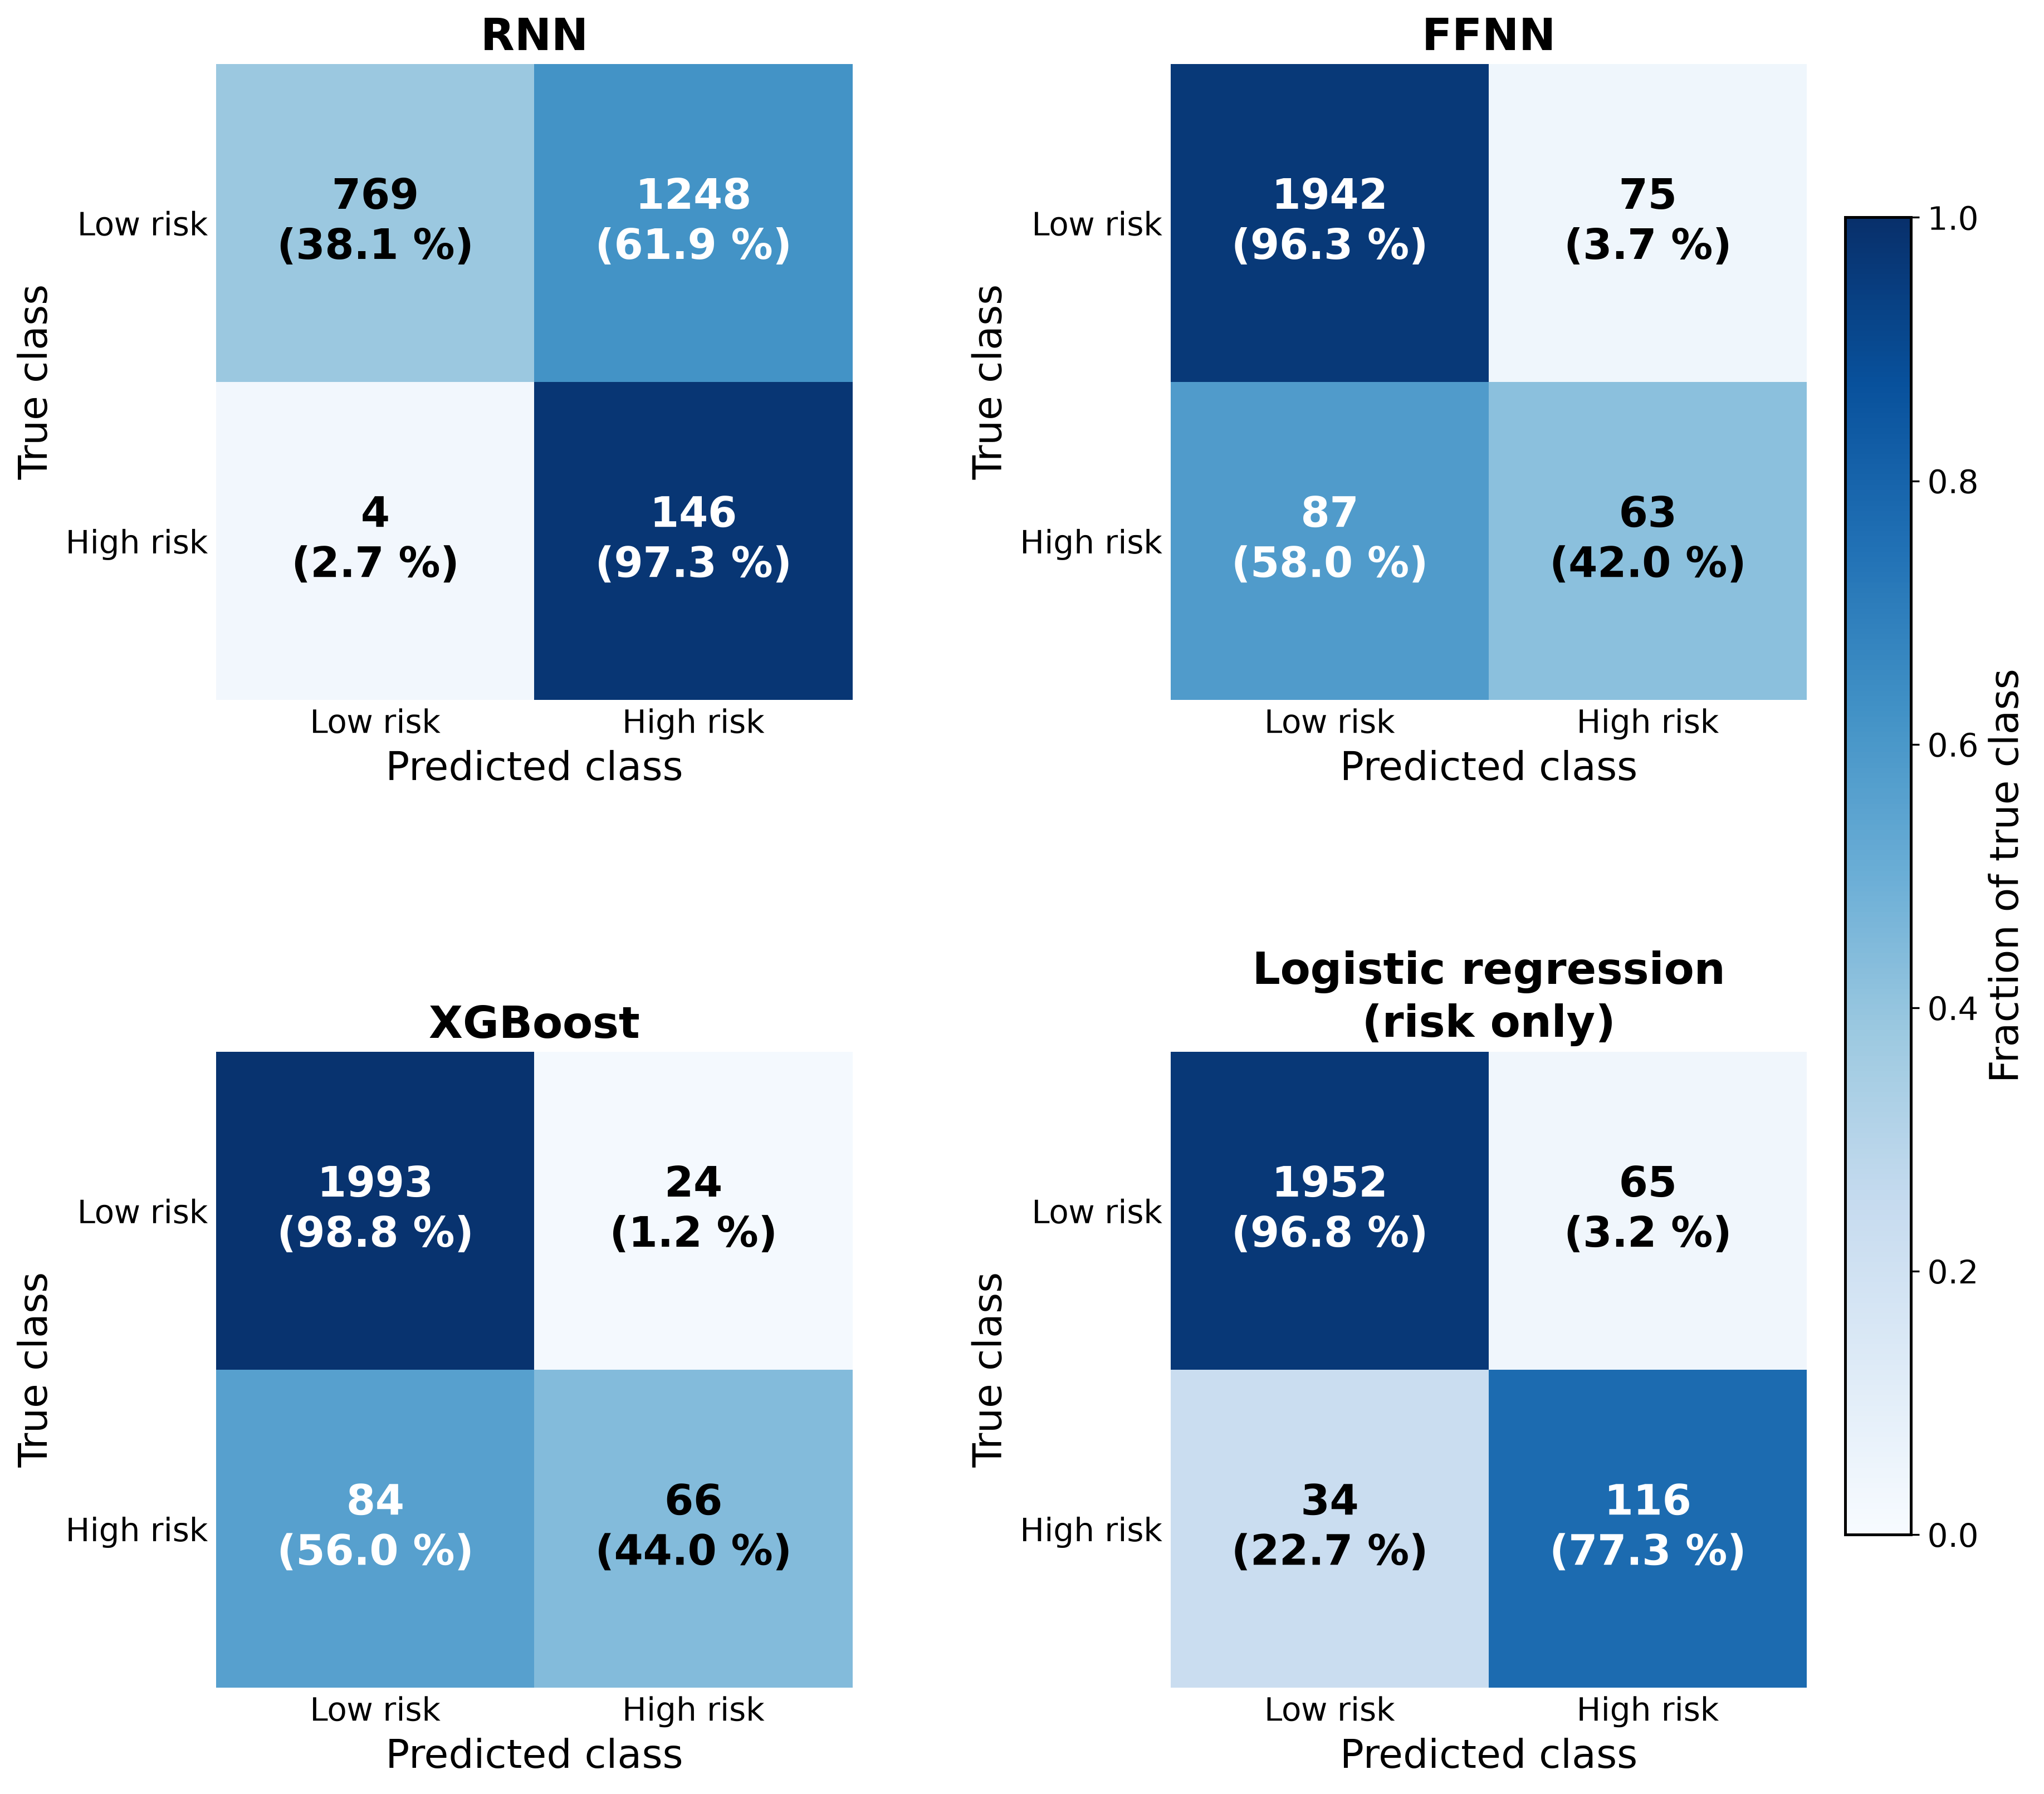 RNN
True class
Low risk
769
(38.1 %)
1248
(61.9 %)
High risk
4
(2.7 %)
146
(97.3 %)
Low risk
High risk
Predicted class
FFNN
True class
Low risk
1942
(96.3 %)
75
(3.7 %)
High risk
87
(58.0 %)
63
(42.0 %)
Low risk
High risk
Predicted class
XGBoost
True class
Low risk
1993
(98.8 %)
24
(1.2 %)
High risk
84
(56.0 %)
66
(44.0 %)
Low risk
High risk
Predicted class
Logistic regression
(risk only)
True class
Low risk
1952
(96.8 %)
65
(3.2 %)
High risk
34
(22.7 %)
116
(77.3 %)
Low risk
High risk
Predicted class
1.0
0.8
0.6
0.4
0.2
0.0
Fraction of true class